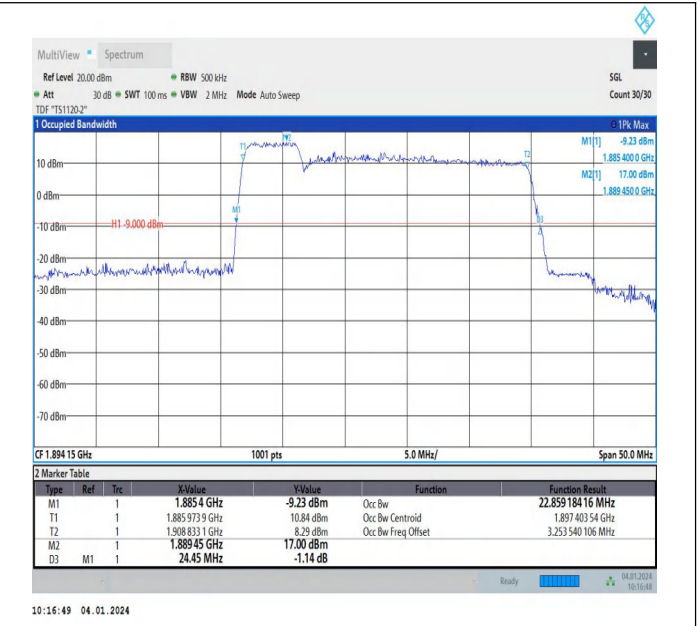 MultiView Spectrum
Ref Level 20.00 dBm RBW 500 kHz SGL
Att 30 dB SWT 100 ms VBW 2 MHz Mode Auto Sweep Count 30/30
TDF "TS1120-2"
1 Occupied Bandwidth 1Pk Max
M1[1] -9.23 dBm
1.885 400 0 GHz
M2[1] 17.00 dBm
1.889 450 0 GHz
T1
M2
T2
10 dBm
0 dBm
M1
D3
-10 dBm
H1 -9.000 dBm
-20 dBm
-30 dBm
-40 dBm
-50 dBm
-60 dBm
-70 dBm
CF 1.894 15 GHz 1001 pts 5.0 MHz/ Span 50.0 MHz
2 Marker Table
Type Ref Trc X-Value Y-Value Function Function Result
M1 1 1.8854 GHz -9.23 dBm Occ Bw 22.859 184 16 MHz
T1 1 1.885 973 9 GHz 10.84 dBm Occ Bw Centroid 1.897 403 54 GHz
T2 1 1.908 833 1 GHz 8.29 dBm Occ Bw Freq Offset 3.253 540 106 MHz
M2 1 1.889 45 GHz 17.00 dBm
D3 M1 1 24.45 MHz -1.14 dB
Ready 04.01.2024
10:16:48
10:16:49 04.01.2024